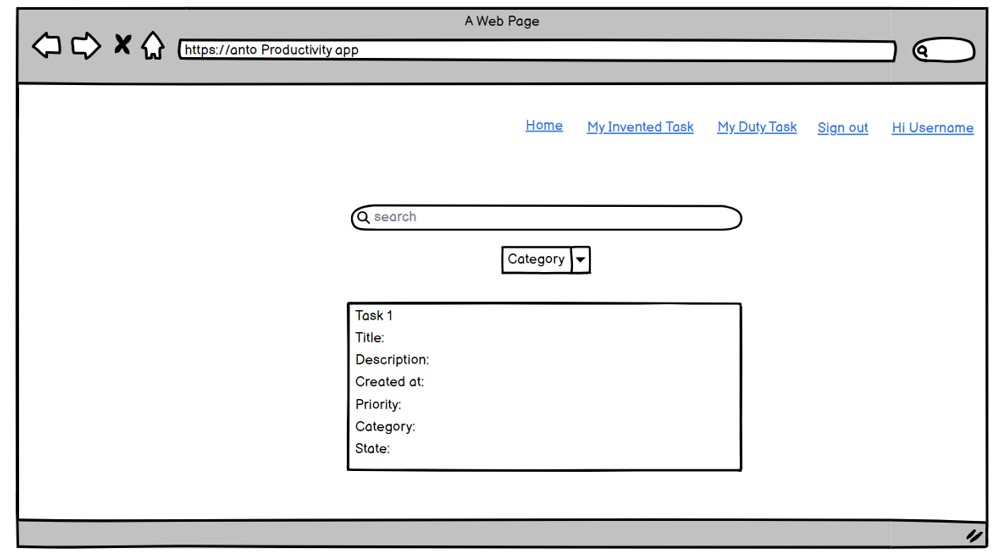 A Web Page
https://anto Productivity app
Home My Invented Task My Duty Task Sign out Hi Username
search
Category
Task 1
Title:
Description:
Created at:
Priority:
Category:
State: